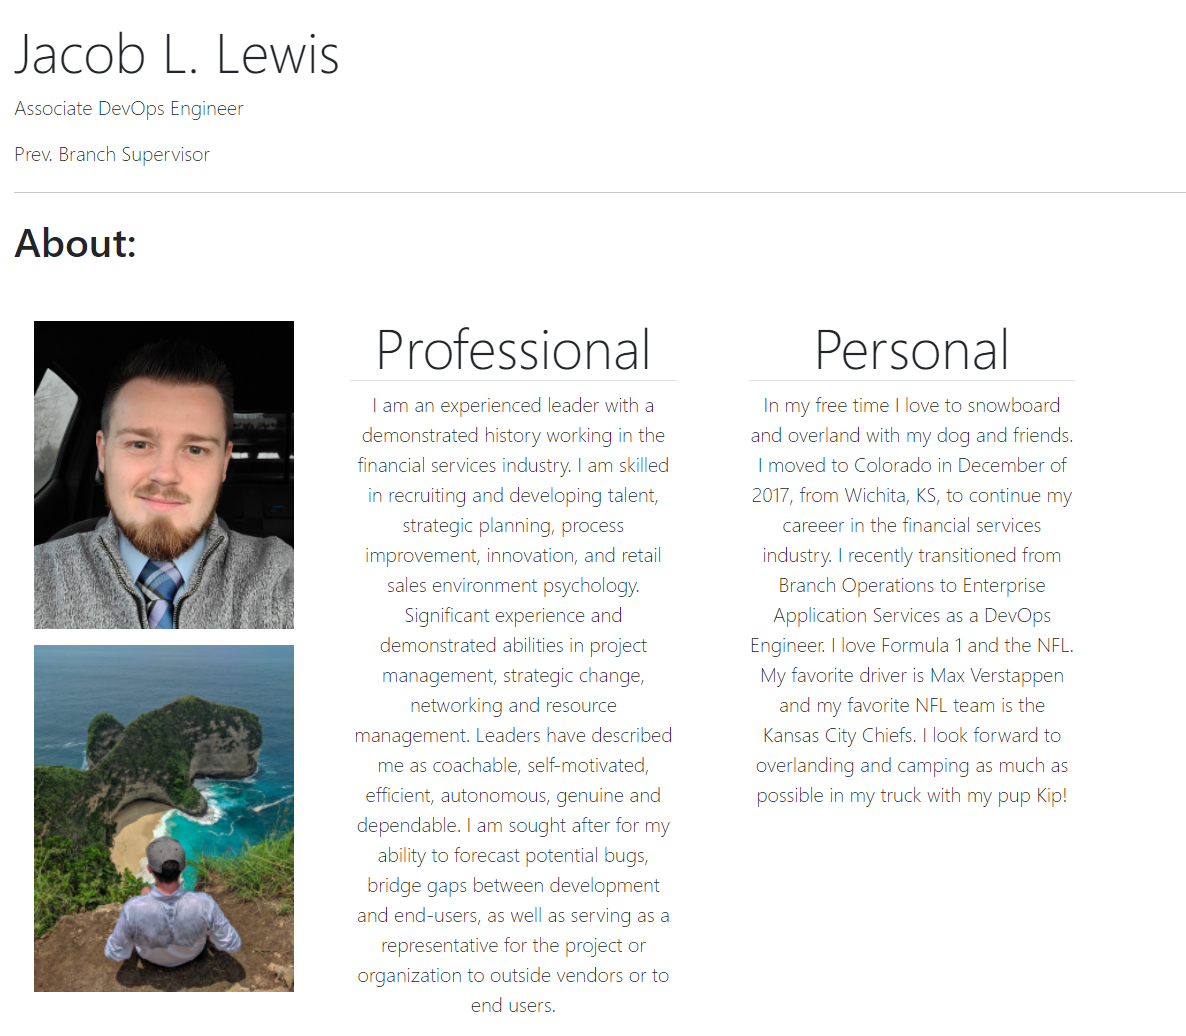 Jacob L. Lewis
Associate DevOps Engineer
Prev. Branch Supervisor
About:
Professional
I am an experienced leader with a
demonstrated history working in the
financial services industry. I am skilled
in recruiting and developing talent,
strategic planning, process
improvement, innovation, and retail
sales environment psychology.
Significant experience and
demonstrated abilities in project
management, strategic change,
networking and resource
management. Leaders have described
me as coachable, self-motivated,
efficient, autonomous, genuine and
dependable. I am sought after for my
ability to forecast potential bugs,
bridge gaps between development
and end-users, as well as serving as a
representative for the project or
organization to outside vendors or to
end users.
Personal
In my free time I love to snowboard
and overland with my dog and friends.
I moved to Colorado in December of
2017, from Wichita, KS, to continue my
careeer in the financial services
industry. I recently transitioned from
Branch Operations to Enterprise
Application Services as a DevOps
Engineer. I love Formula 1 and the NFL.
My favorite driver is Max Verstappen
and my favorite NFL team is the
Kansas City Chiefs. I look forward to
overlanding and camping as much as
possible in my truck with my pup Kip!